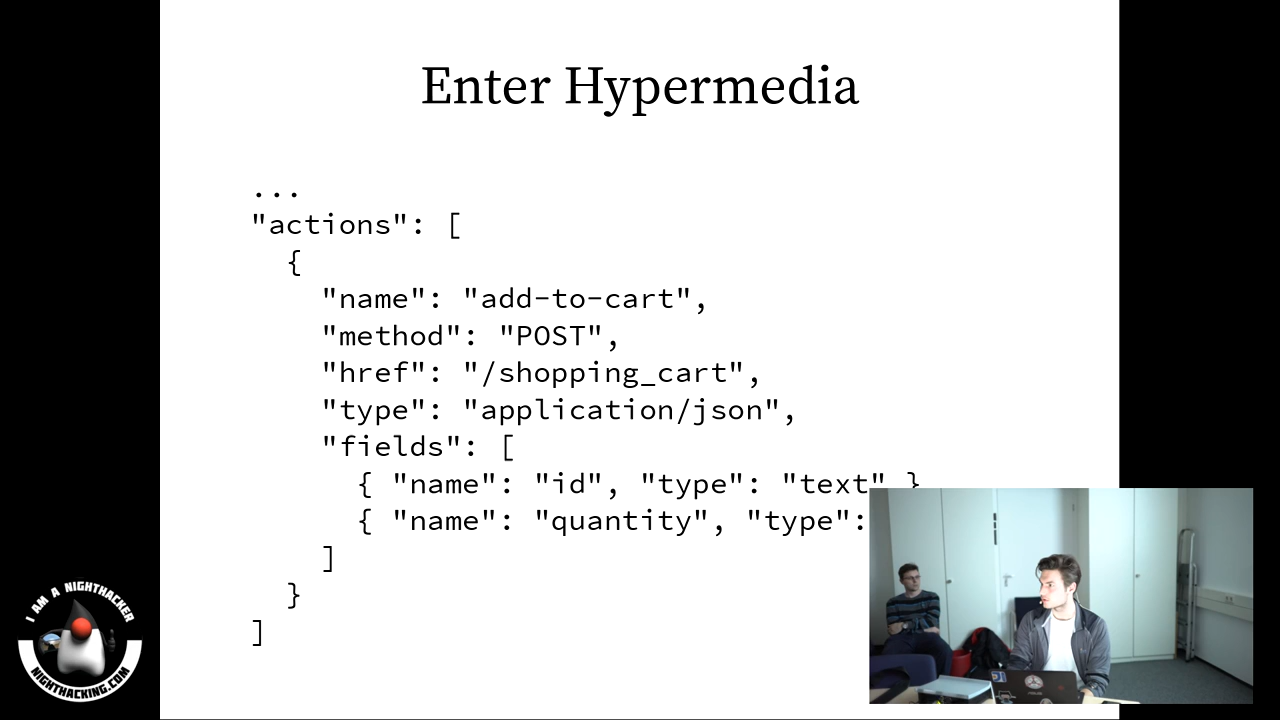 Enter Hypermedia
...
"actions": [
{
"name": "add-to-cart",
"method": "POST",
"href": "/shopping_cart",
"type": "application/json",
"fields": [
{ "name": "id", "type": "text" }
{ "name": "quantity", "type":
]
}
]
I AM A NIGHTHACKER
NIGHTHACKING.COM